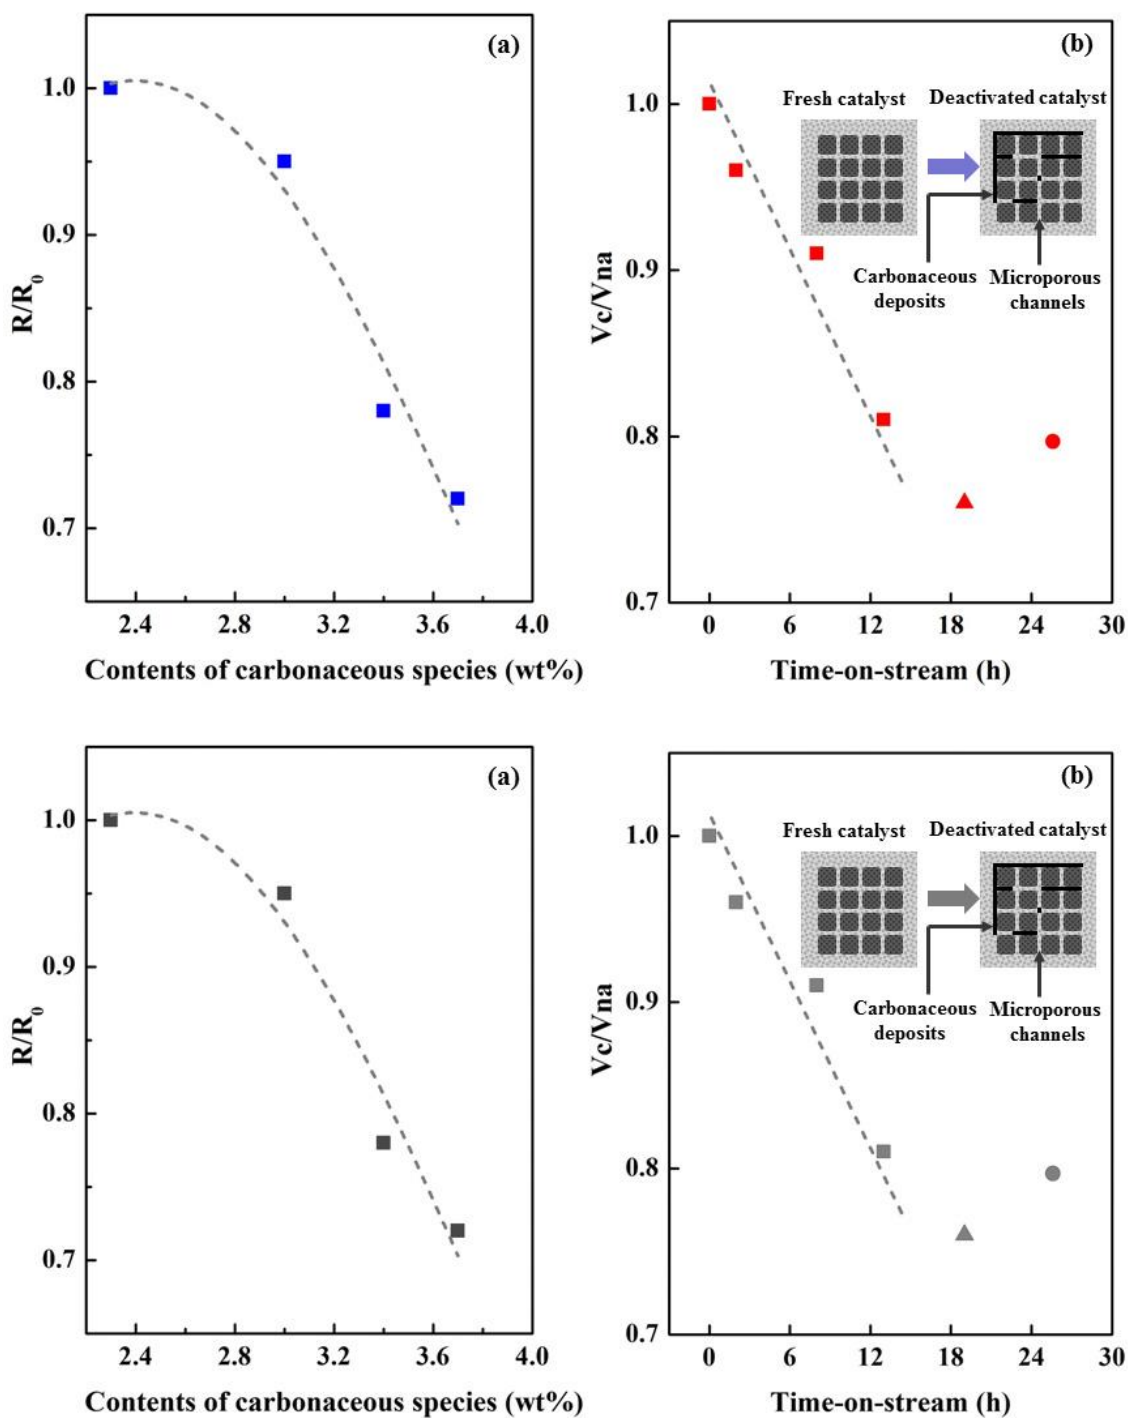 (a)
1.0
0.9
0.8
0.7
R/R0
2.4 2.8 3.2 3.6 4.0
Contents of carbonaceous species (wt%)
(b)
1.0
0.9
0.8
0.7
Vc/Vna
Fresh catalyst Deactivated catalyst
Carbonaceous
deposits
Microporous
channels
0 6 12 18 24 30
Time-on-stream (h)
(a)
1.0
0.9
0.8
0.7
R/R0
2.4 2.8 3.2 3.6 4.0
Contents of carbonaceous species (wt%)
(b)
1.0
0.9
0.8
0.7
Vc/Vna
Fresh catalyst Deactivated catalyst
Carbonaceous
deposits
Microporous
channels
0 6 12 18 24 30
Time-on-stream (h)